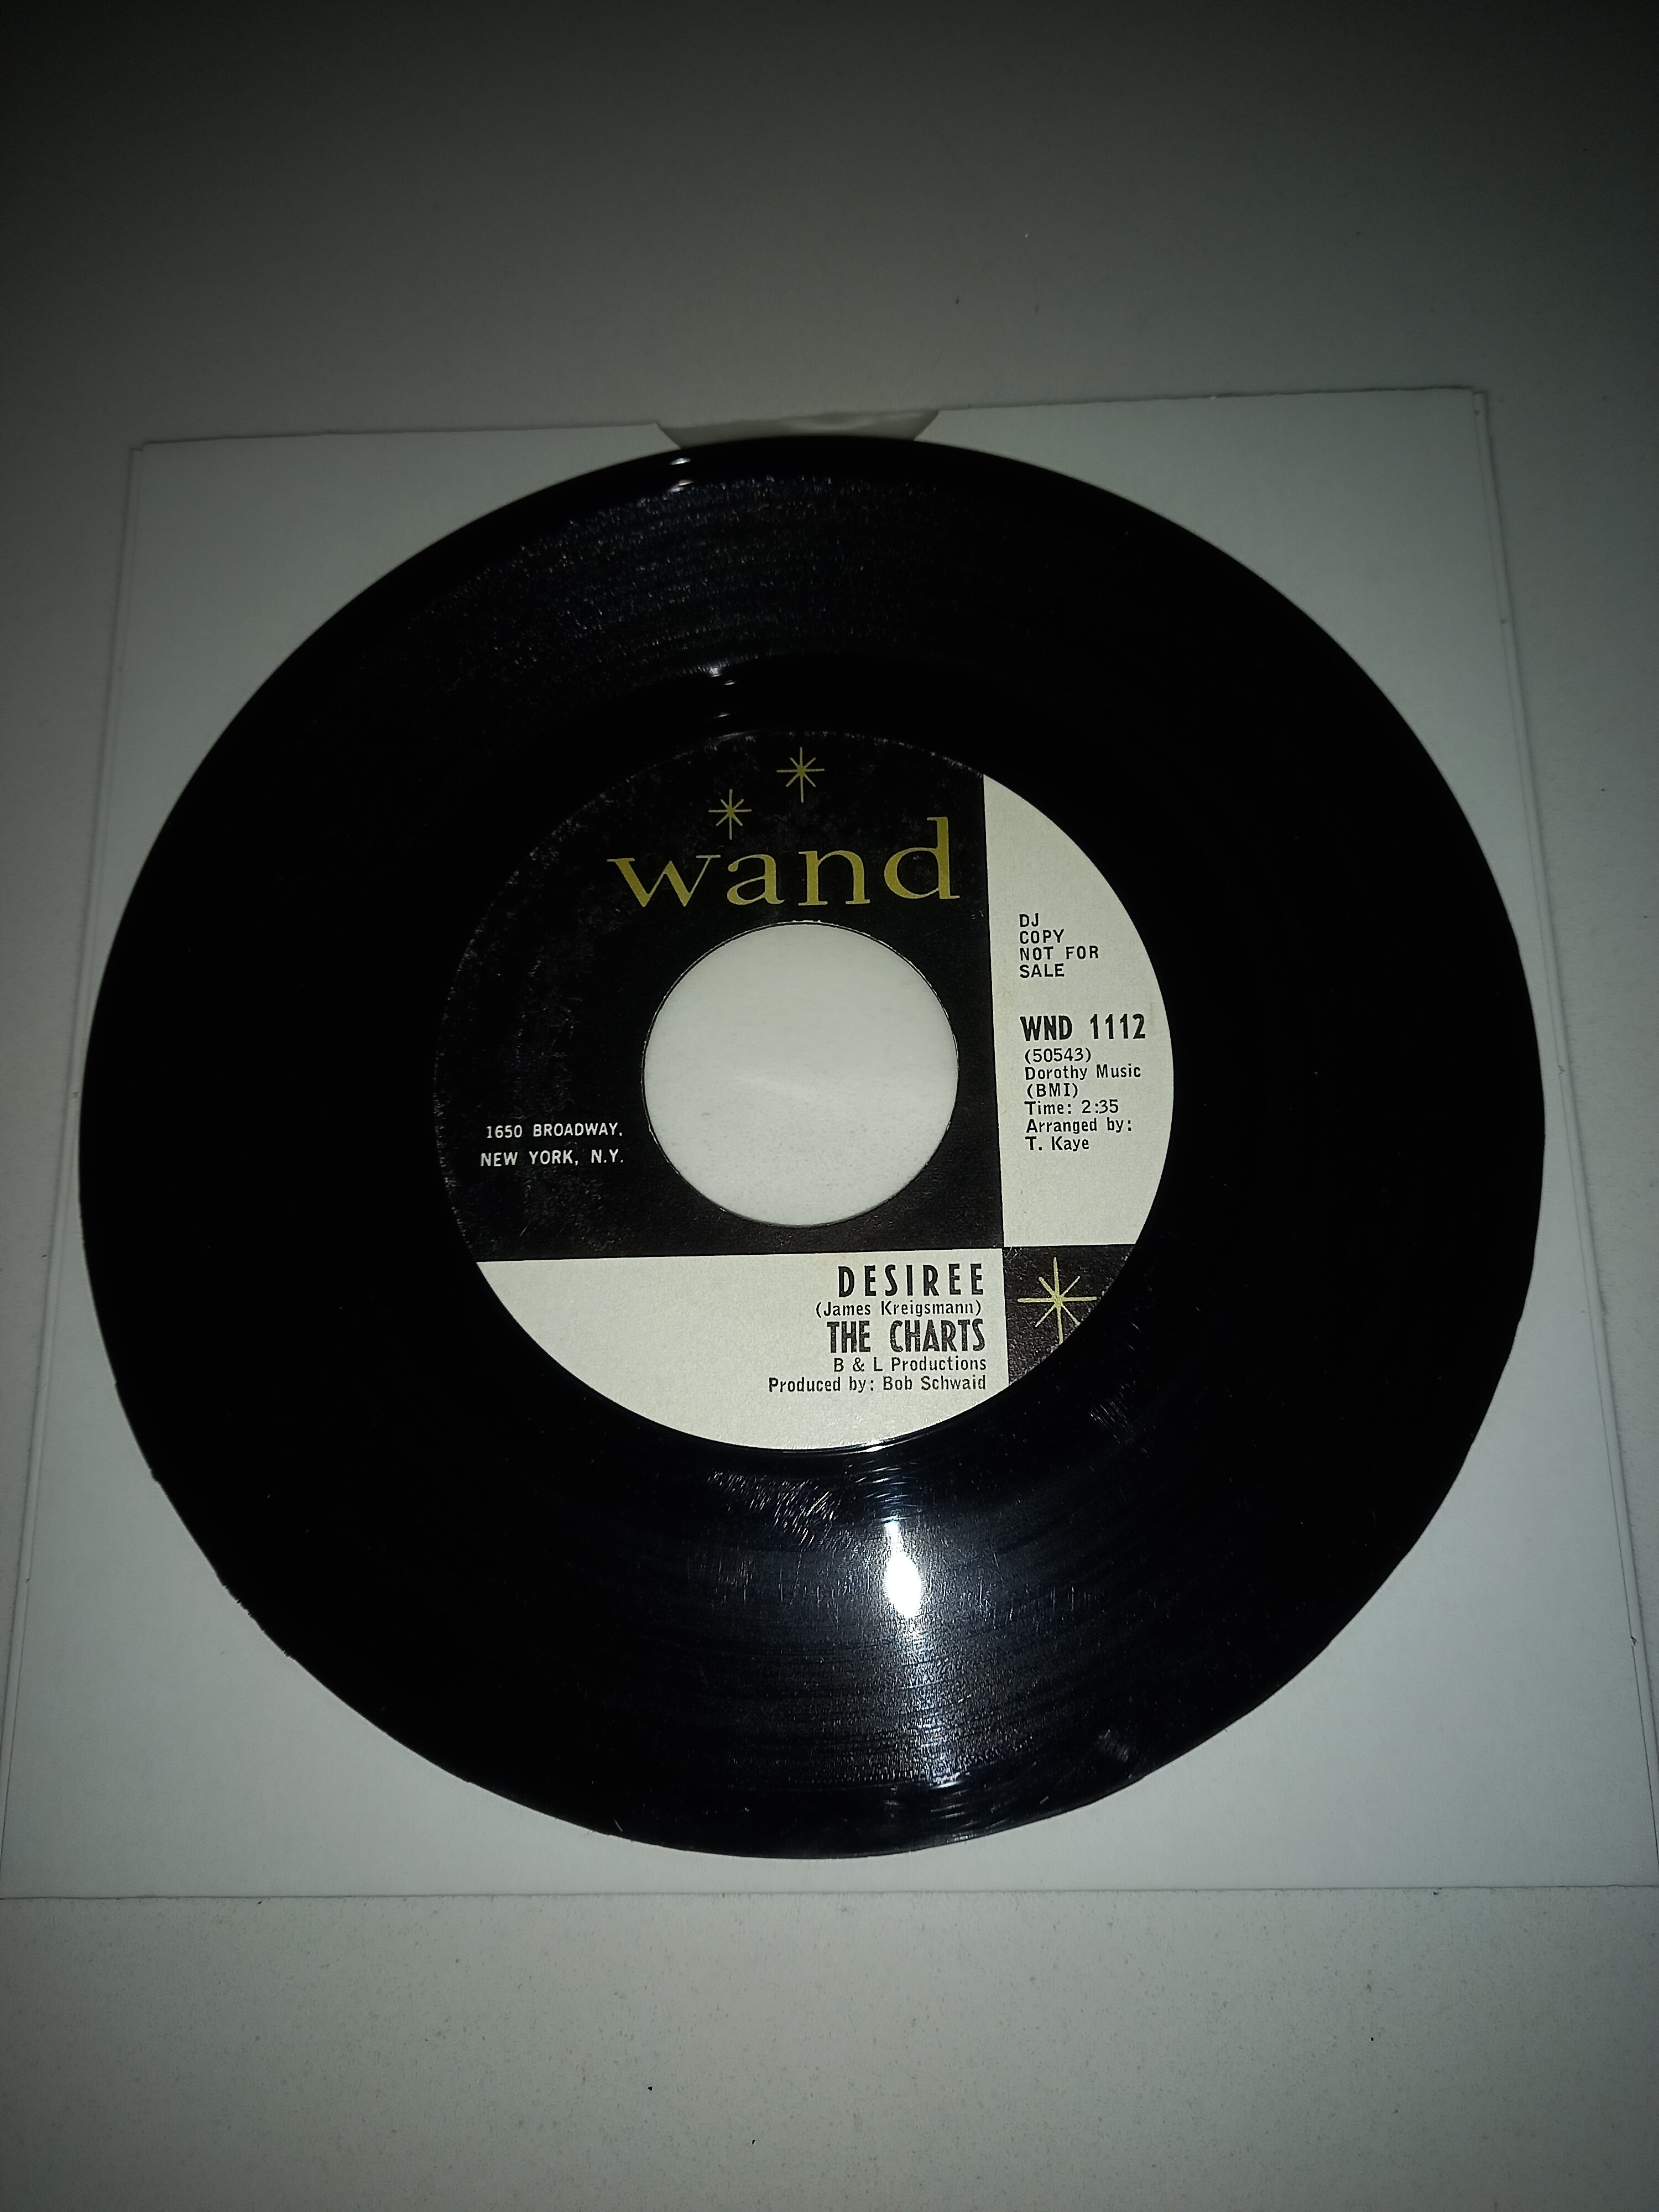 wand
DJ
COPY
NOT FOR
SALE
WND 1112
(50543)
Dorothy Music
(BMI)
Time: 2:35
Arranged by:
T. Kaye
1650 BROADWAY,
NEW YORK, N.Y.
DESIREE
(James Kreigsmann)
THE CHARTS
B & L Productions
Produced by: Bob Schwaid